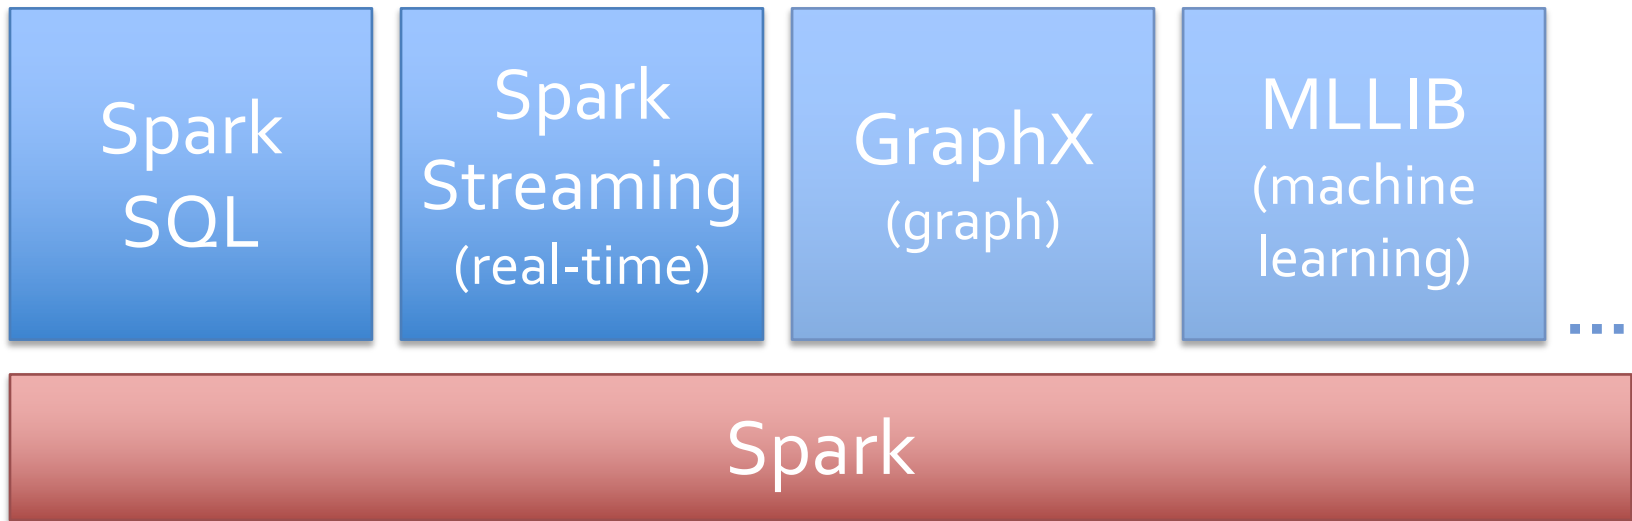 Spark
SQL
Spark
Streaming
(real-time)
GraphX
(graph)
MLLIB
(machine
learning)
...
Spark